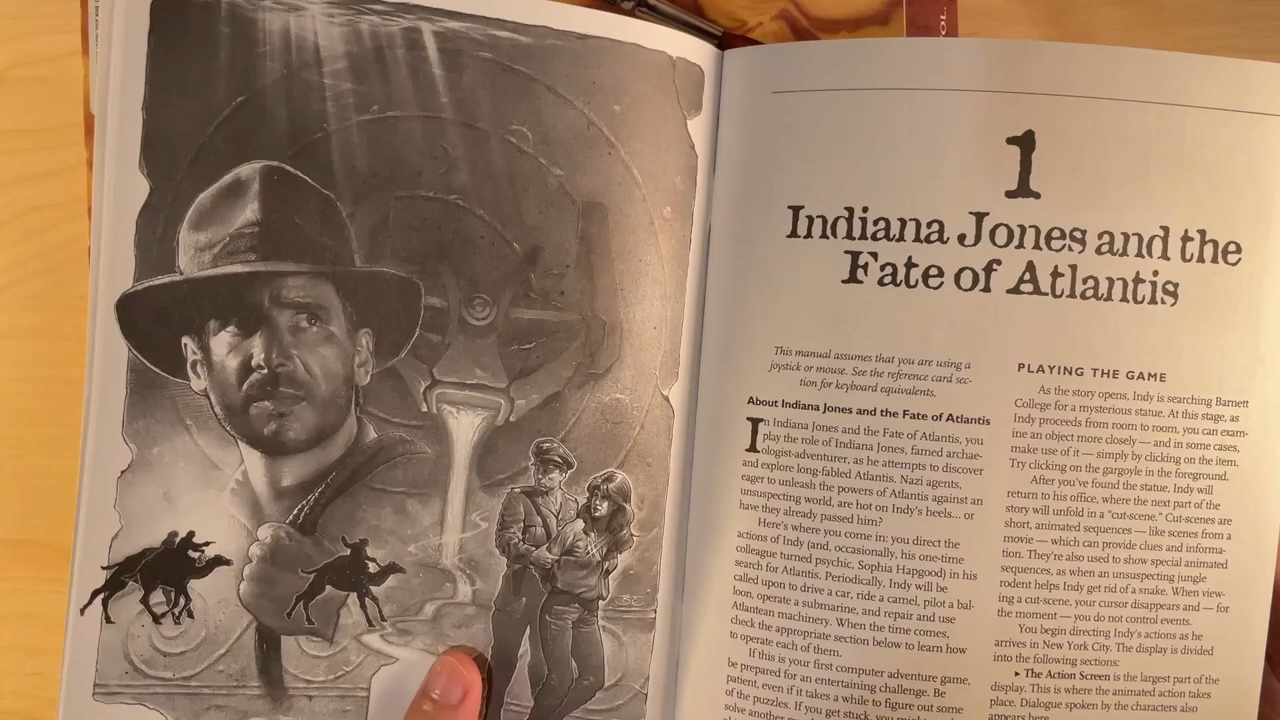 OL.
1
Indiana Jones and the
Fate of Atlantis
This manual assumes that you are using a
joystick or mouse. See the reference card sec-
tion for keyboard equivalents.
About Indiana Jones and the Fate of Atlantis
In Indiana Jones and the Fate of Atlantis, you
play the role of Indiana Jones, famed archae-
ologist-adventurer, as he attempts to discover
and explore long-fabled Atlantis. Nazi agents,
eager to unleash the powers of Atlantis against an
unsuspecting world, are hot on Indy's heels... or
have they already passed him?
Here's where you come in: you direct the
actions of Indy (and, occasionally, his one-time
colleague turned psychic, Sophia Hapgood) in his
search for Atlantis. Periodically, Indy will be
called upon to drive a car, ride a camel, pilot a bal-
loon, operate a submarine, and repair and use
Atlantean machinery. When the time comes,
check the appropriate section below to learn how
to operate each of them.
If this is your first computer adventure game,
be prepared for an entertaining challenge. Be
patient, even if it takes a while to figure out some
of the puzzles. If you get stuck, you might
solve another
PLAYING THE GAME
As the story opens, Indy is searching Barnett
College for a mysterious statue. At this stage, as
Indy proceeds from room to room, you can exam-
ine an object more closely — and in some cases,
make use of it — simply by clicking on the item.
Try clicking on the gargoyle in the foreground.
After you've found the statue, Indy will
return to his office, where the next part of the
story will unfold in a "cut-scene." Cut-scenes are
short, animated sequences — like scenes from a
movie — which can provide clues and informa-
tion. They're also used to show special animated
sequences, as when an unsuspecting jungle
rodent helps Indy get rid of a snake. When view-
ing a cut-scene, your cursor disappears and — for
the moment — you do not control events.
You begin directing Indy's actions as he
arrives in New York City. The display is divided
into the following sections:
▸ The Action Screen is the largest part of the
display. This is where the animated action takes
place. Dialogue spoken by the characters also
appears here.